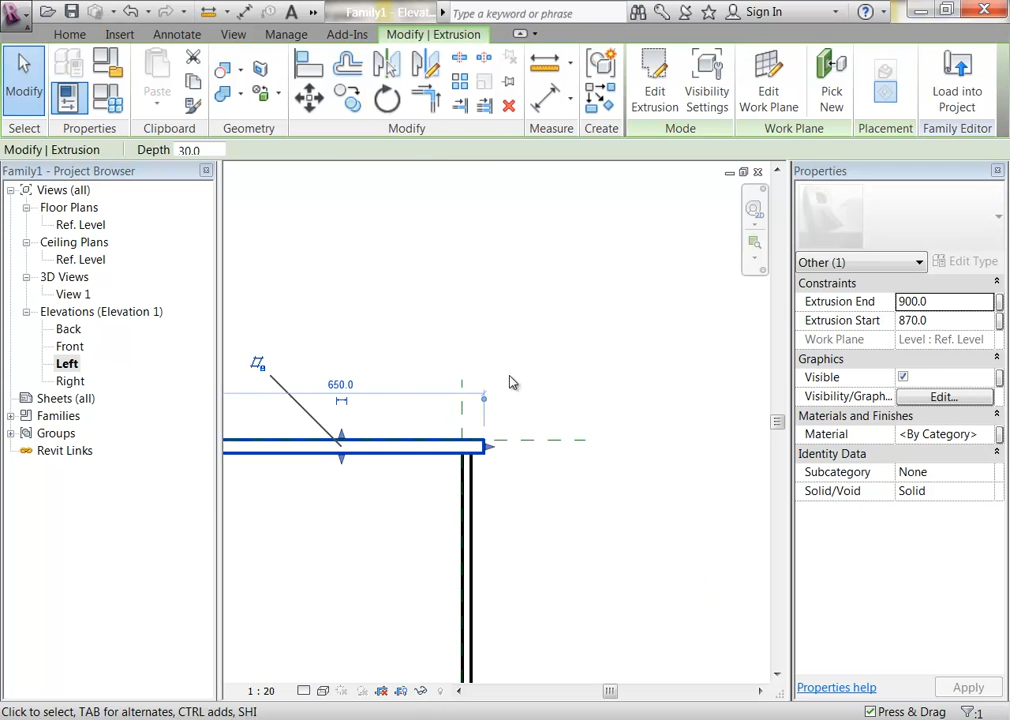 Family1 - Elevat... Type a keyword or phrase Sign In
Home Insert Annotate View Manage Add-Ins Modify | Extrusion
Modify Paste Edit Extrusion Visibility Settings Edit Work Plane Pick New Load into Project
Select Properties Clipboard Geometry Modify Measure Create Mode Work Plane Placement Family Editor
Modify | Extrusion Depth 30.0
Family1 - Project Browser
Views (all)
Floor Plans
Ref. Level
Ceiling Plans
Ref. Level
3D Views
View 1
Elevations (Elevation 1)
Back
Front
Left
Right
Sheets (all)
Families
Groups
Revit Links
2D
650.0
1 : 20
Properties
Other (1) Edit Type
Constraints
Extrusion End 900.0
Extrusion Start 870.0
Work Plane Level : Ref. Level
Graphics
Visible
Visibility/Graph... Edit...
Materials and Finishes
Material <By Category>
Identity Data
Subcategory None
Solid/Void Solid
Properties help Apply
Click to select, TAB for alternates, CTRL adds, SHI Press & Drag :1